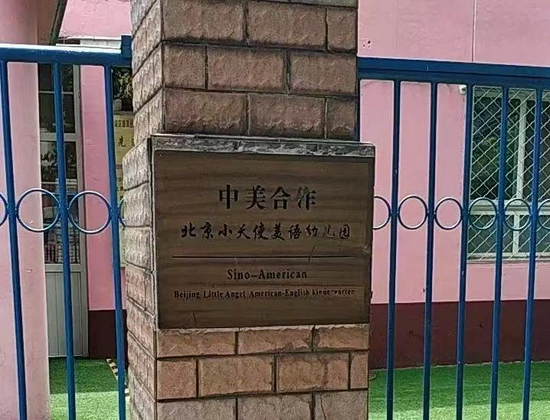 中美合作
北京小天使美语幼儿园
Sino-American
Beijing Little Angel American-English kindergarten